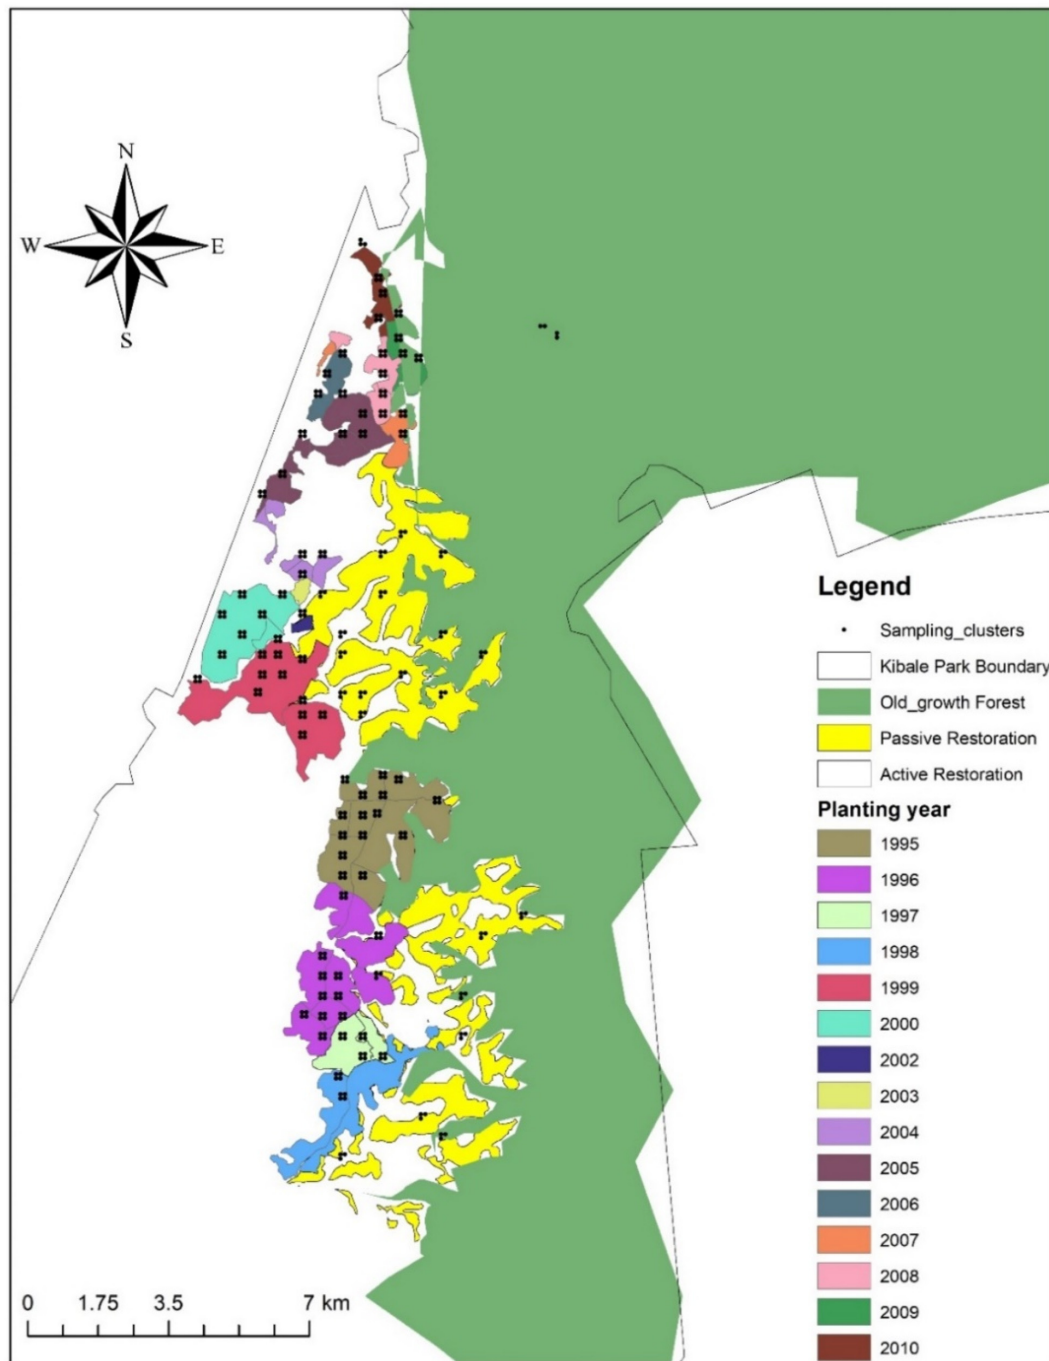 N
W E
S
Legend
Sampling_clusters
Kibale Park Boundary
Old_growth Forest
Passive Restoration
Active Restoration
Planting year
1995
1996
1997
1998
1999
2000
2002
2003
2004
2005
2006
2007
2008
2009
2010
0 1.75 3.5 7 km